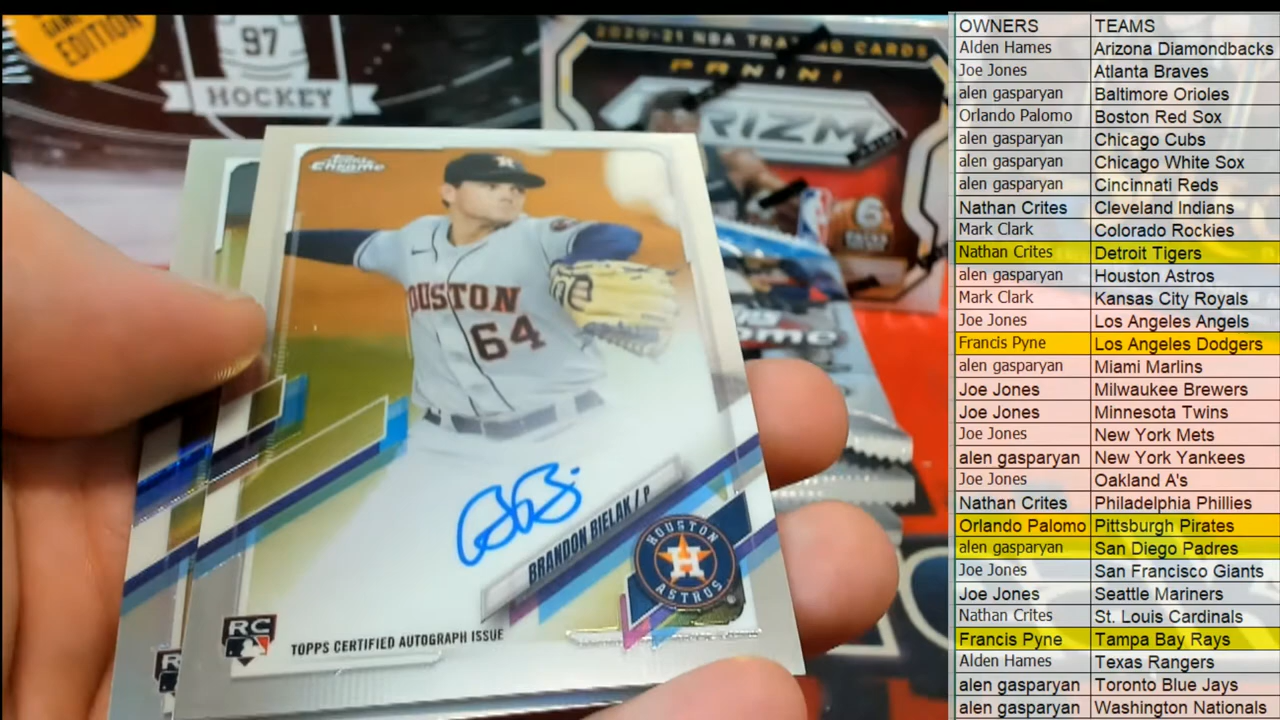 EDITION
97
HOCKEY
2020-21 NBA TRADING CARDS
PANINI
PRIZM
6
Topps
Chrome
HOUSTON
64
BRANDON BIELAK / P
HOUSTON
H
ASTROS
RC
TOPPS CERTIFIED AUTOGRAPH ISSUE
OWNERS TEAMS
Alden Hames Arizona Diamondbacks
Joe Jones Atlanta Braves
alen gasparyan Baltimore Orioles
Orlando Palomo Boston Red Sox
alen gasparyan Chicago Cubs
alen gasparyan Chicago White Sox
alen gasparyan Cincinnati Reds
Nathan Crites Cleveland Indians
Mark Clark Colorado Rockies
Nathan Crites Detroit Tigers
alen gasparyan Houston Astros
Mark Clark Kansas City Royals
Joe Jones Los Angeles Angels
Francis Pyne Los Angeles Dodgers
alen gasparyan Miami Marlins
Joe Jones Milwaukee Brewers
Joe Jones Minnesota Twins
Joe Jones New York Mets
alen gasparyan New York Yankees
Joe Jones Oakland A's
Nathan Crites Philadelphia Phillies
Orlando Palomo Pittsburgh Pirates
alen gasparyan San Diego Padres
Joe Jones San Francisco Giants
Joe Jones Seattle Mariners
Nathan Crites St. Louis Cardinals
Francis Pyne Tampa Bay Rays
Alden Hames Texas Rangers
alen gasparyan Toronto Blue Jays
alen gasparyan Washington Nationals